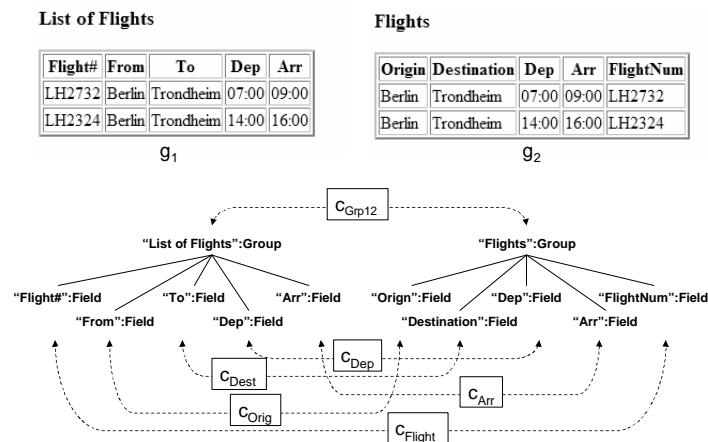 List of Flights
Flight# From To Dep Arr
LH2732 Berlin Trondheim 07:00 09:00
LH2324 Berlin Trondheim 14:00 16:00
g1
Flights
Origin Destination Dep Arr FlightNum
Berlin Trondheim 07:00 09:00 LH2732
Berlin Trondheim 14:00 16:00 LH2324
g2
cGrp12
“List of Flights”:Group
“Flights”:Group
“Flight#”:Field “To”:Field “Arr”:Field “Orign”:Field “Dep”:Field “FlightNum”:Field
“From”:Field “Dep”:Field “Destination”:Field “Arr”:Field
cDep
cDest
cArr
cOrig
cFlight